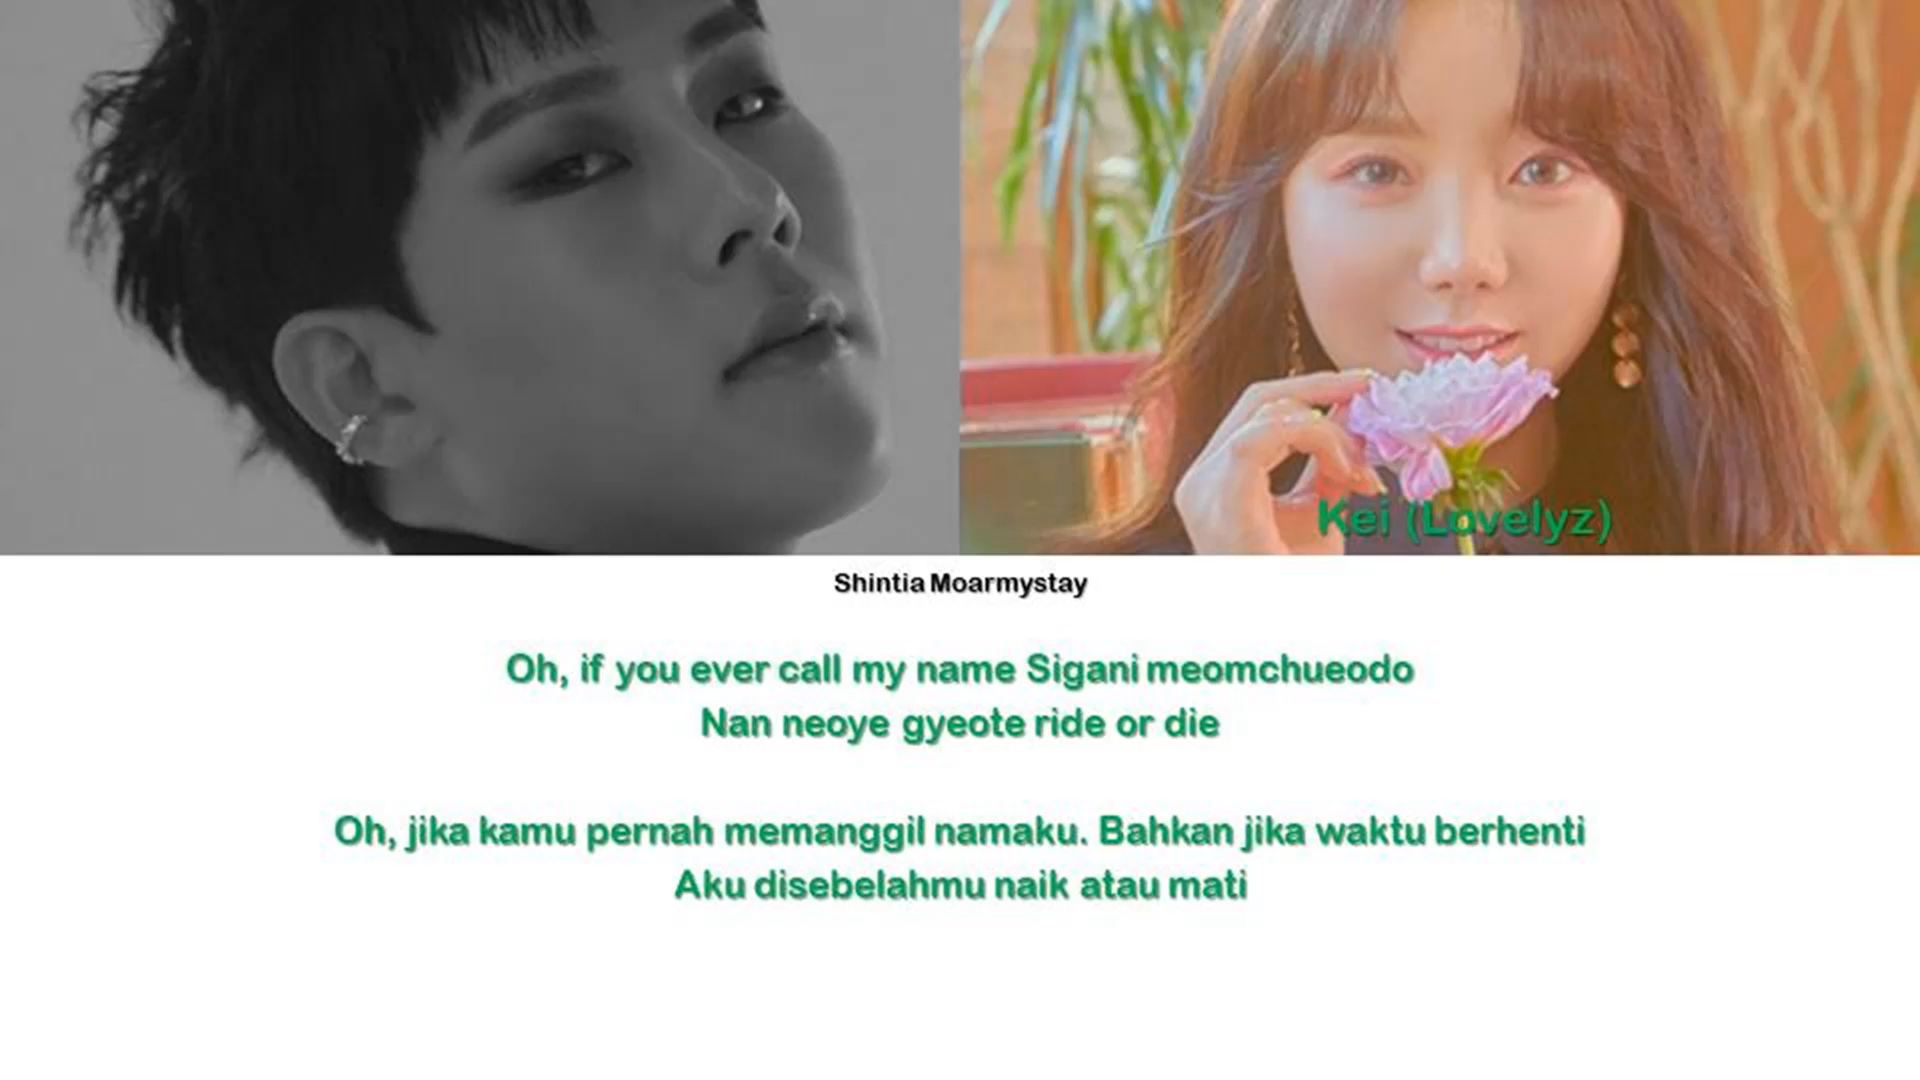 Kei (Lovelyz)
Shintia Moarmystay
Oh, if you ever call my name Sigani meomchueodo
Nan neoye gyeote ride or die
Oh, jika kamu pernah memanggil namaku. Bahkan jika waktu berhenti
Aku disebelahmu naik atau mati